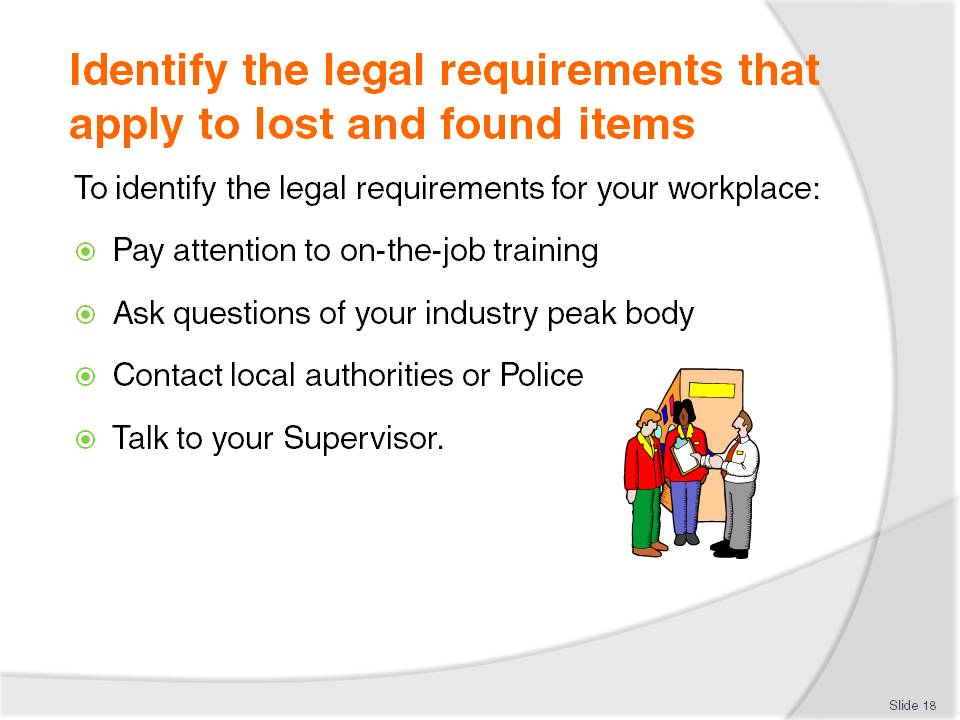 Identify the legal requirements that
apply to lost and found items
To identify the legal requirements for your workplace:
Pay attention to on-the-job training
Ask questions of your industry peak body
Contact local authorities or Police
Talk to your Supervisor.
Slide 18